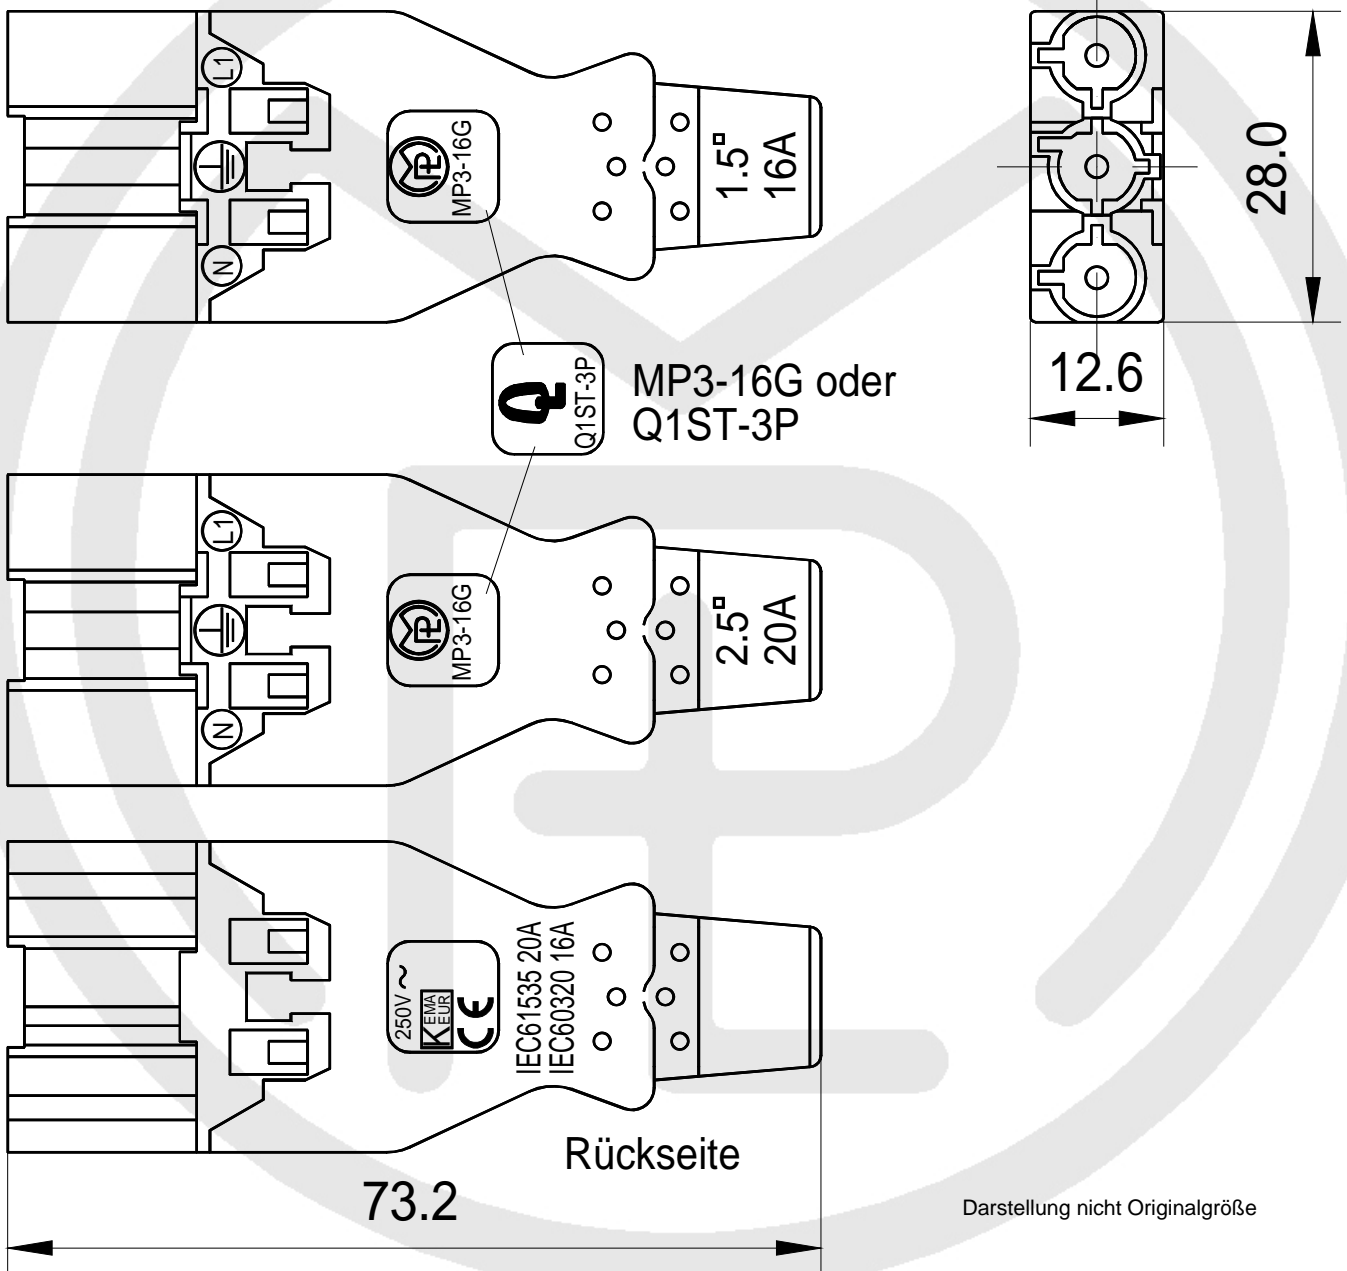 L1
N
MP3-16G
1.5□
16A
28.0
12.6
Q1ST-3P
MP3-16G oder
Q1ST-3P
L1
N
MP3-16G
2.5□
20A
250V ~
KEMA
EUR
CE
IEC61535 20A
IEC60320 16A
Rückseite
73.2
Darstellung nicht Originalgröße